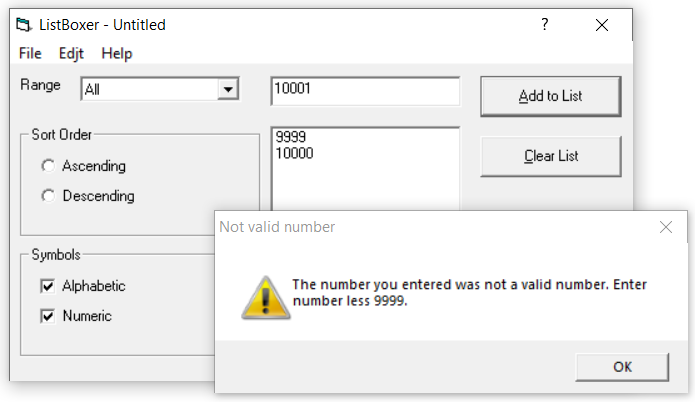 ListBoxer - Untitled
?
File Edjt Help
Range All 10001 Add to List
Sort Order
9999
10000
Ascending
Descending
Clear List
Symbols
Alphabetic
Numeric
Not valid number
The number you entered was not a valid number. Enter
number less 9999.
OK